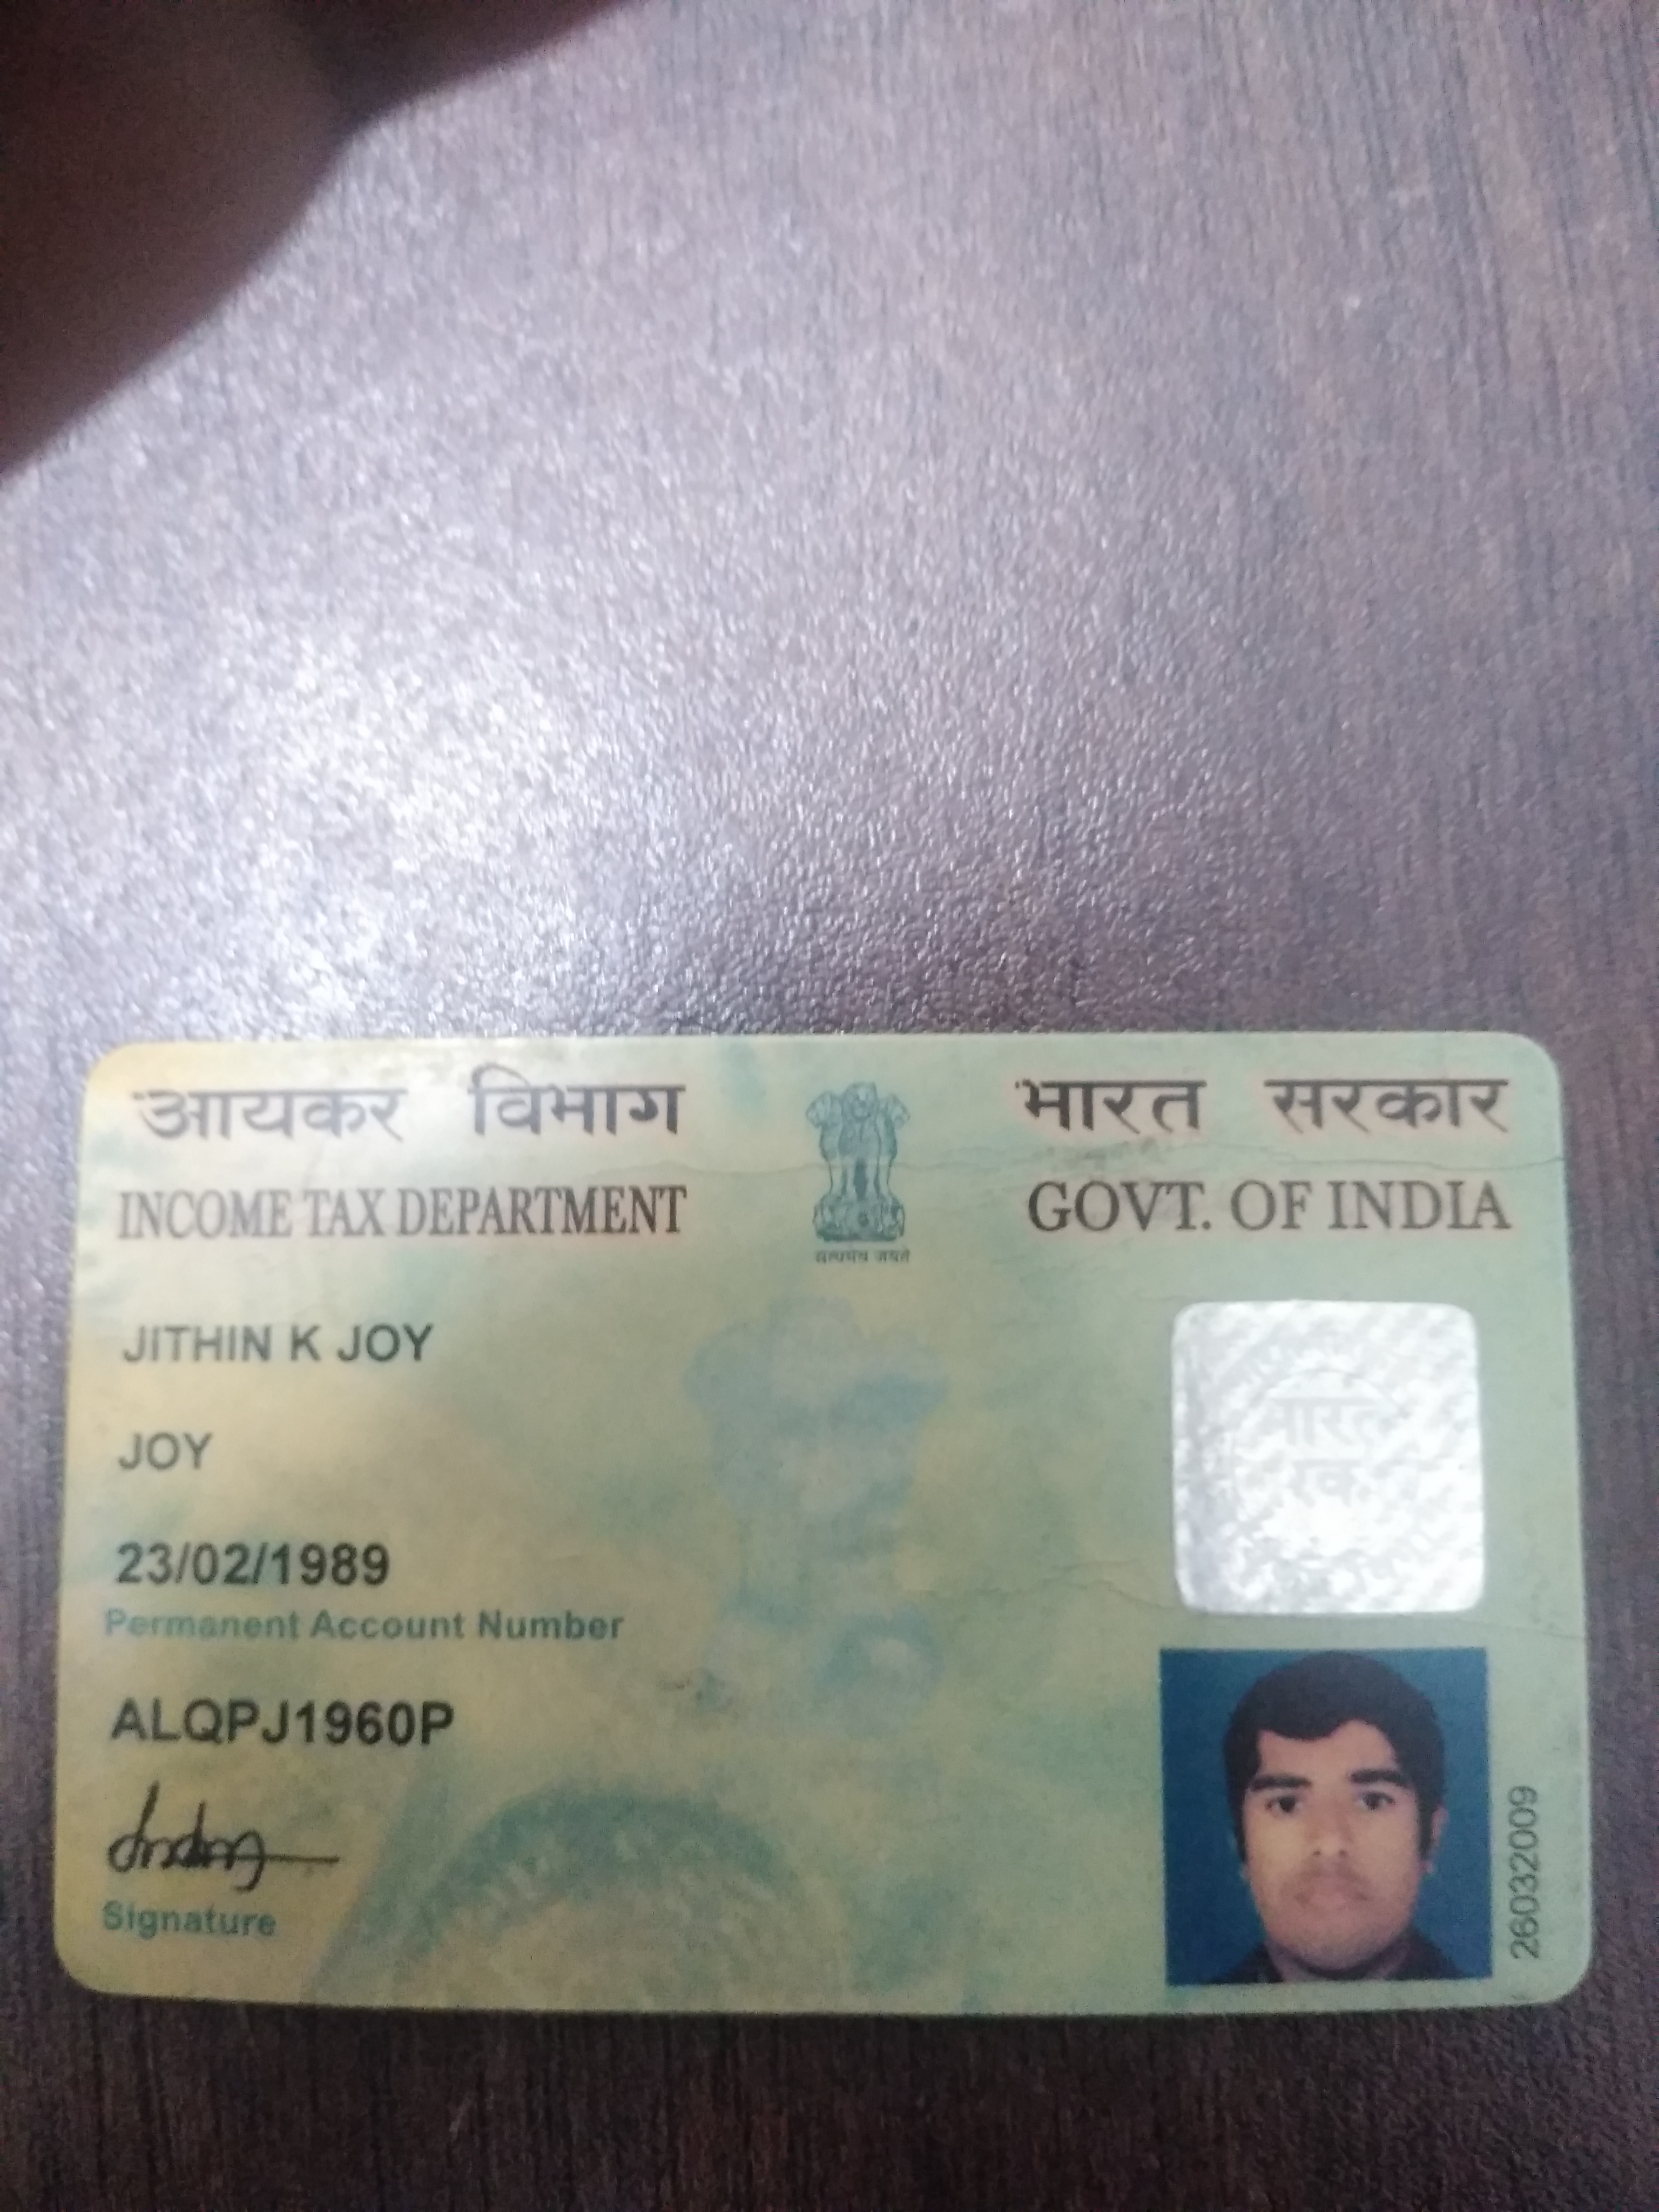 आयकर विभाग
INCOME TAX DEPARTMENT
सत्यमेव जयते
भारत सरकार
GOVT. OF INDIA
JITHIN K JOY
JOY
23/02/1989
Permanent Account Number
ALQPJ1960P
Signature
भारत
26032009